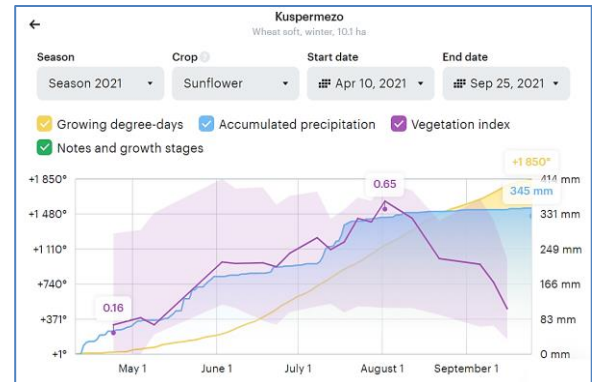 ←
Kuspermezo
Wheat soft, winter, 10.1 ha
Season Crop Start date End date
Season 2021 Sunflower Apr 10, 2021 Sep 25, 2021
Growing degree-days Accumulated precipitation Vegetation index
Notes and growth stages
+1 850°
+1 850° 0.65 414 mm
345 mm
+1 480° 331 mm
+1 110° 249 mm
+740° 166 mm
0.16
+371° 83 mm
+1° 0 mm
May 1 June 1 July 1 August 1 September 1